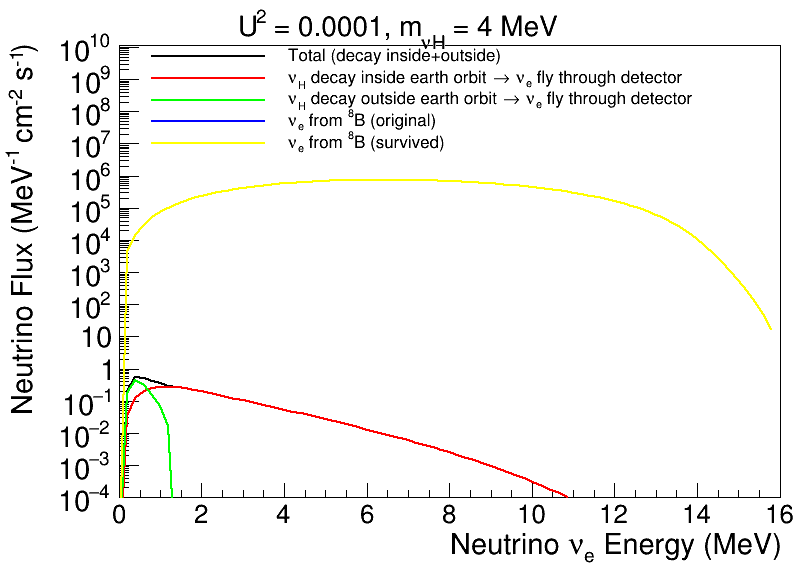 U² = 0.0001, m_νH = 4 MeV
Total (decay inside+outside)
ν_H decay inside earth orbit → ν_e fly through detector
ν_H decay outside earth orbit → ν_e fly through detector
ν_e from ⁸B (original)
ν_e from ⁸B (survived)
Neutrino Flux (MeV⁻¹ cm⁻² s⁻¹)
10¹⁰
10⁹
10⁸
10⁷
10⁶
10⁵
10⁴
10³
10²
10
1
10⁻¹
10⁻²
10⁻³
10⁻⁴
0 2 4 6 8 10 12 14 16
Neutrino ν_e Energy (MeV)